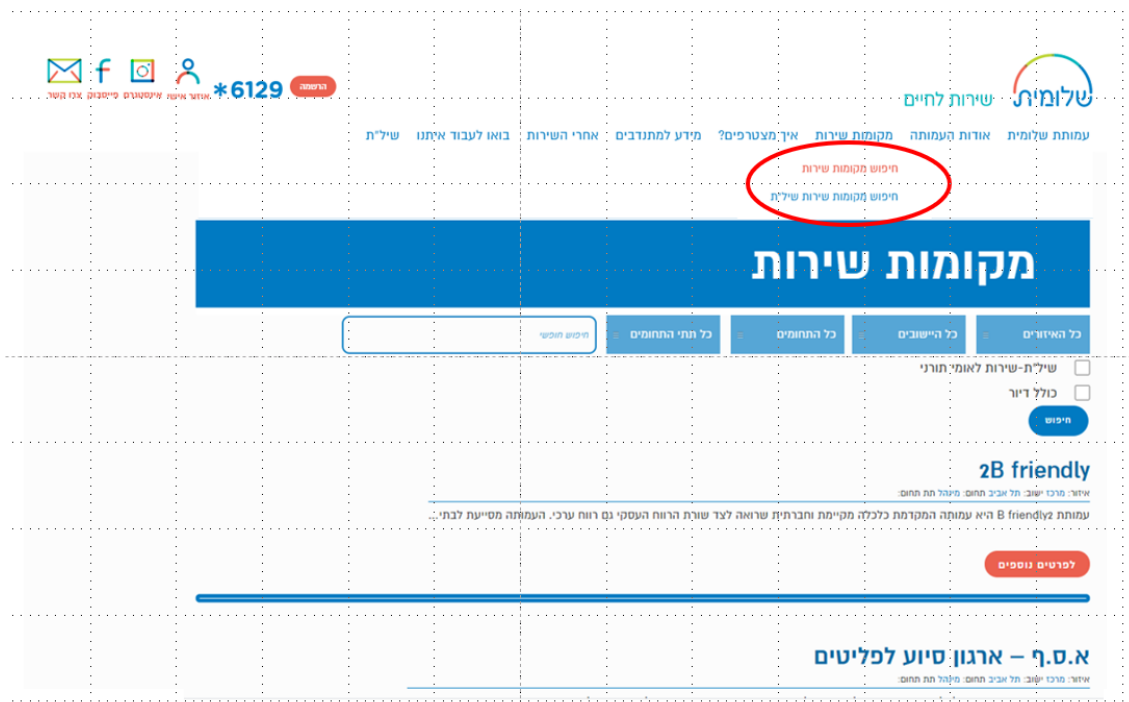 שלומית
שירות לחיים
הרשמה
*6129
אזור אישי
אינסטגרם
פייסבוק
צרו קשר
עמותת שלומית אודות העמותה מקומות שירות איך מצטרפים? מידע למתנדבים אחרי השירות בואו לעבוד איתנו שיל"ת
חיפוש מקומות שירות
חיפוש מקומות שירות שיל"ת
מקומות שירות
כל האיזורים כל היישובים כל התחומים כל תתי התחומים חיפוש חופשי
שיל"ת-שירות לאומי תורני
כולל דיור
חיפוש
2B friendly
איזור: מרכז ישוב: תל אביב תחום: מינהל תת תחום:
עמותת B friendly2 היא עמותה המקדמת כלכלה מקיימת וחברתית שרואה לצד שורת הרווח העסקי גם רווח ערכי. העמותה מסייעת לבתי...
לפרטים נוספים
א.ס.ף – ארגון סיוע לפליטים
איזור: מרכז ישוב: תל אביב תחום: מינהל תת תחום: